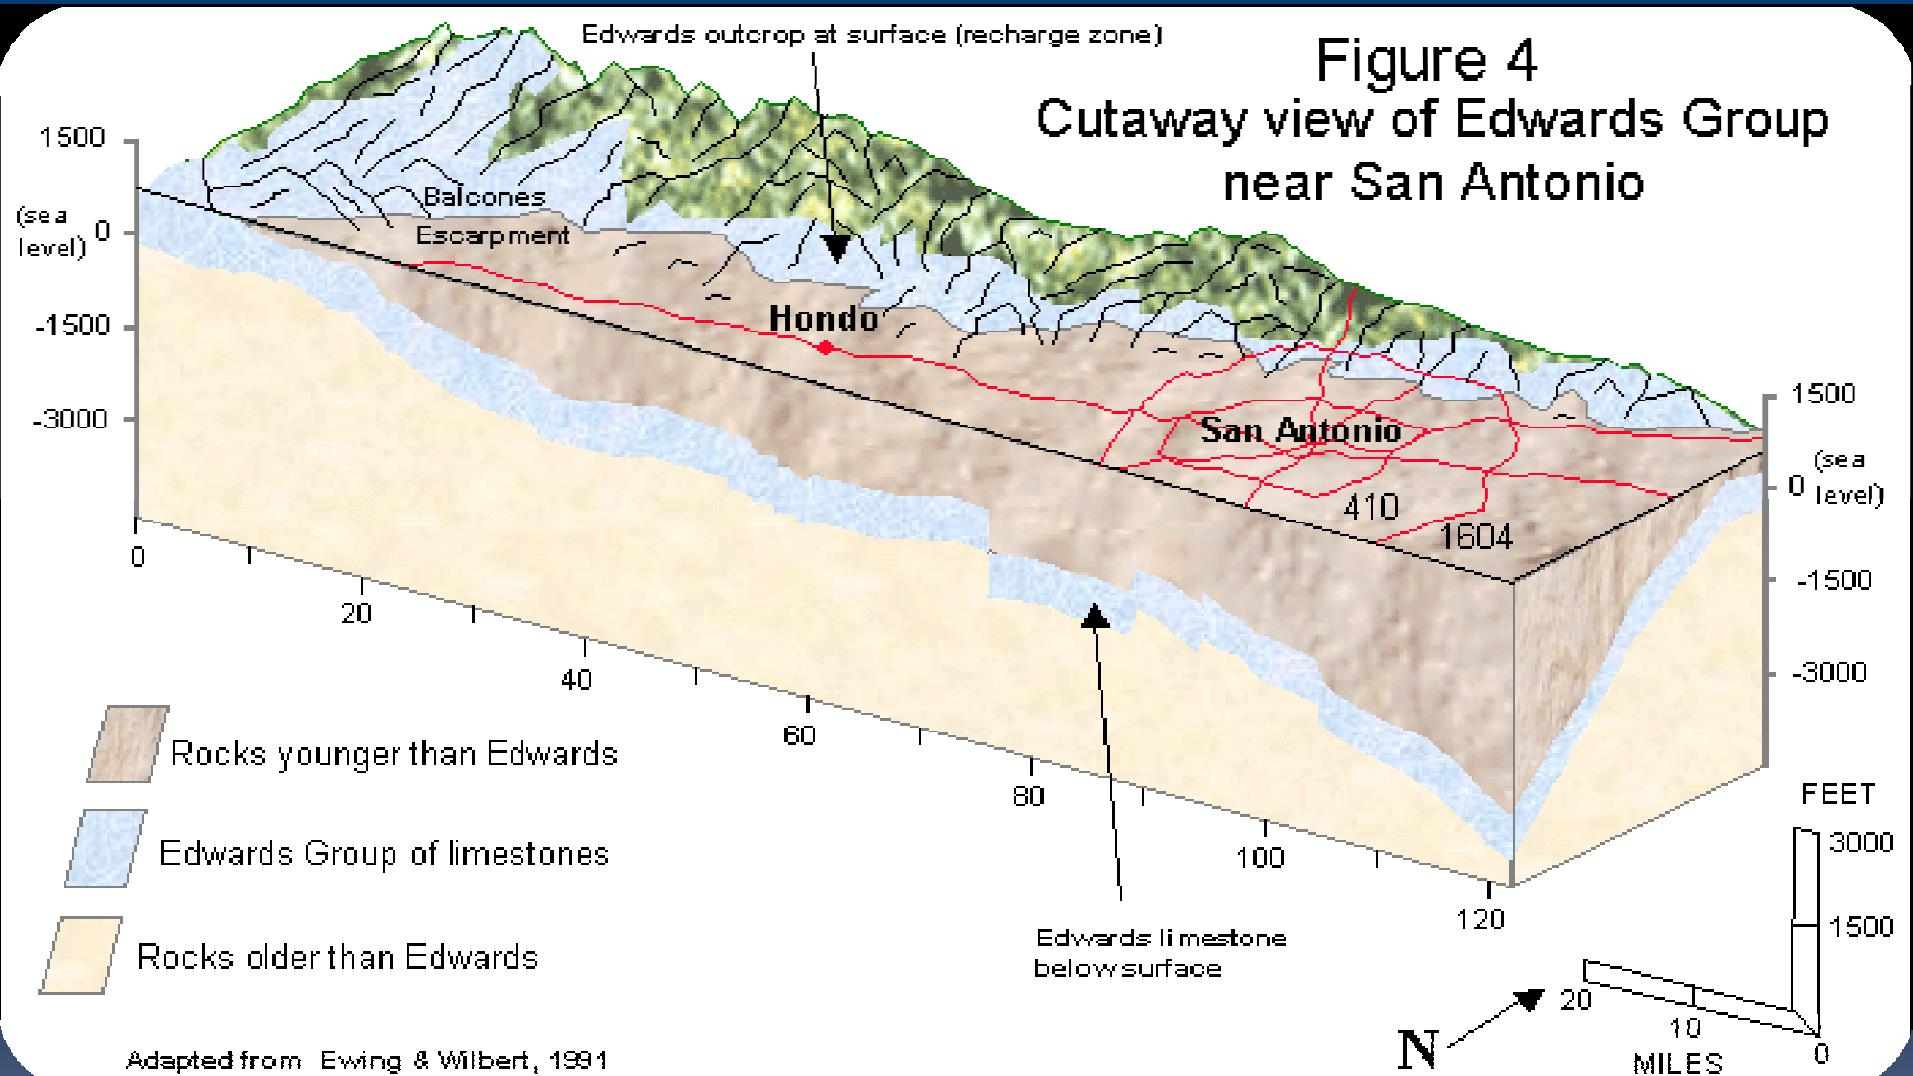 Edwards outcrop at surface (recharge zone)
Figure 4
Cutaway view of Edwards Group
near San Antonio
1500
(sea
level)
0
-1500
-3000
Balcones
Escarpment
Hondo
San Antonio
410
1604
1500
(sea
level)
0
-1500
-3000
0
20
40
60
80
100
120
Rocks younger than Edwards
Edwards Group of limestones
Rocks older than Edwards
Edwards limestone
below surface
FEET
3000
1500
20
10
0
MILES
N
Adapted from Ewing & Wilbert, 1991